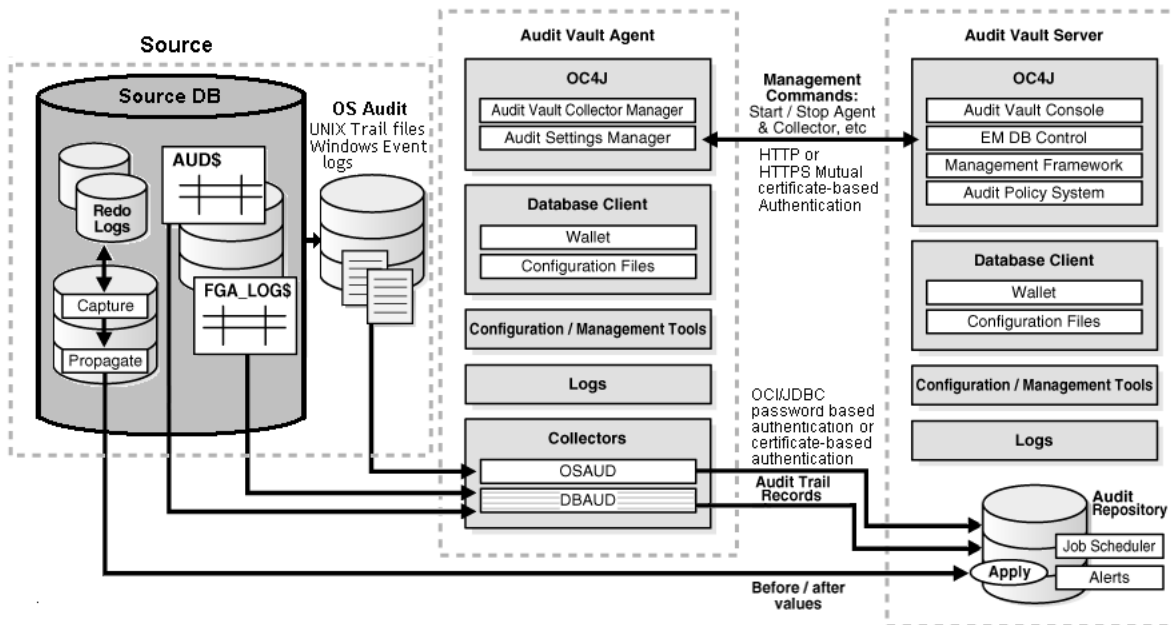 Source
Source DB
AUD$
Redo
Logs
Capture
Propagate
FGA_LOG$
OS Audit
UNIX Trail files
Windows Event
logs
Audit Vault Agent
OC4J
Audit Vault Collector Manager
Audit Settings Manager
Database Client
Wallet
Configuration Files
Configuration / Management Tools
Logs
Collectors
OSAUD
DBAUD
Management
Commands:
Start / Stop Agent
& Collector, etc
HTTP or
HTTPS Mutual
certificate-based
Authentication
OCI/JDBC
password based
authentication or
certificate-based
authentication
Audit Trail
Records
Before / after
values
Audit Vault Server
OC4J
Audit Vault Console
EM DB Control
Management Framework
Audit Policy System
Database Client
Wallet
Configuration Files
Configuration / Management Tools
Logs
Audit
Repository
Job Scheduler
Apply
Alerts